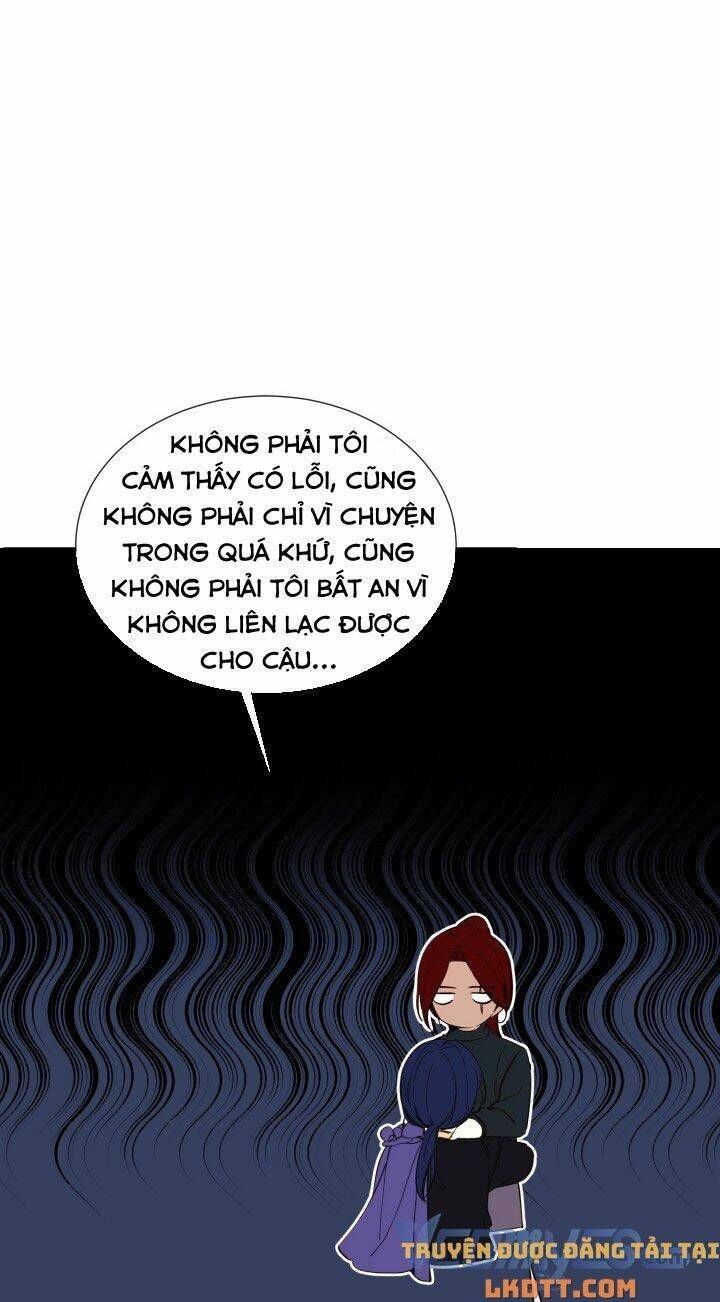 KHÔNG PHẢI TÔI
CẢM THẤY CÓ LỖI, CŨNG
KHÔNG PHẢI CHỈ VÌ CHUYỆN
TRONG QUÁ KHỨ, CŨNG
KHÔNG PHẢI TÔI BẤT AN VÌ
KHÔNG LIÊN LẠC ĐƯỢC
CHO CẬU...
TRUYỆN ĐƯỢC ĐĂNG TẢI TẠI
LKDTT.COM